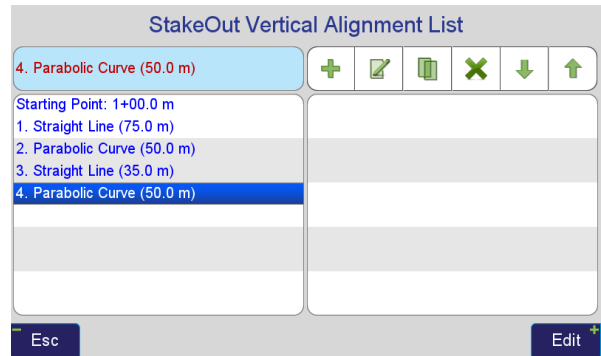 StakeOut Vertical Alignment List
4. Parabolic Curve (50.0 m)
Starting Point: 1+00.0 m
1. Straight Line (75.0 m)
2. Parabolic Curve (50.0 m)
3. Straight Line (35.0 m)
4. Parabolic Curve (50.0 m)
Esc
Edit